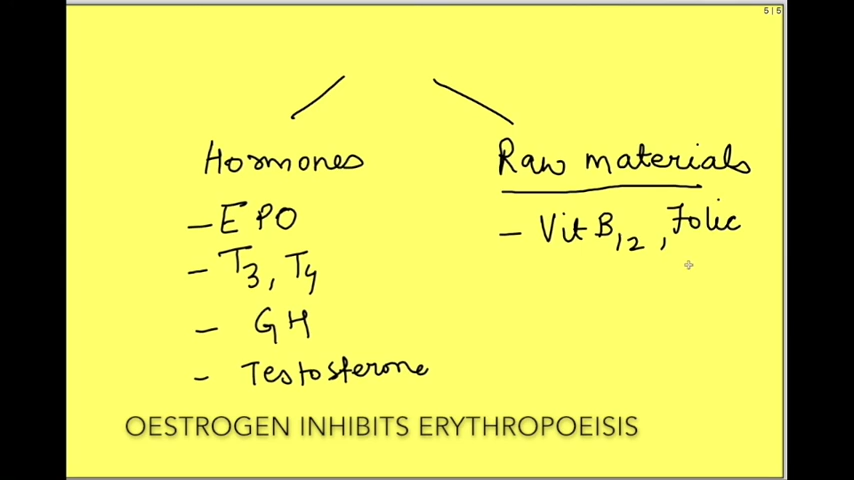 5|5
Hormones
Raw materials
- EPO
- Vit B12, Folic
- T3, T4
- GH
- Testosterone
OESTROGEN INHIBITS ERYTHROPOEISIS